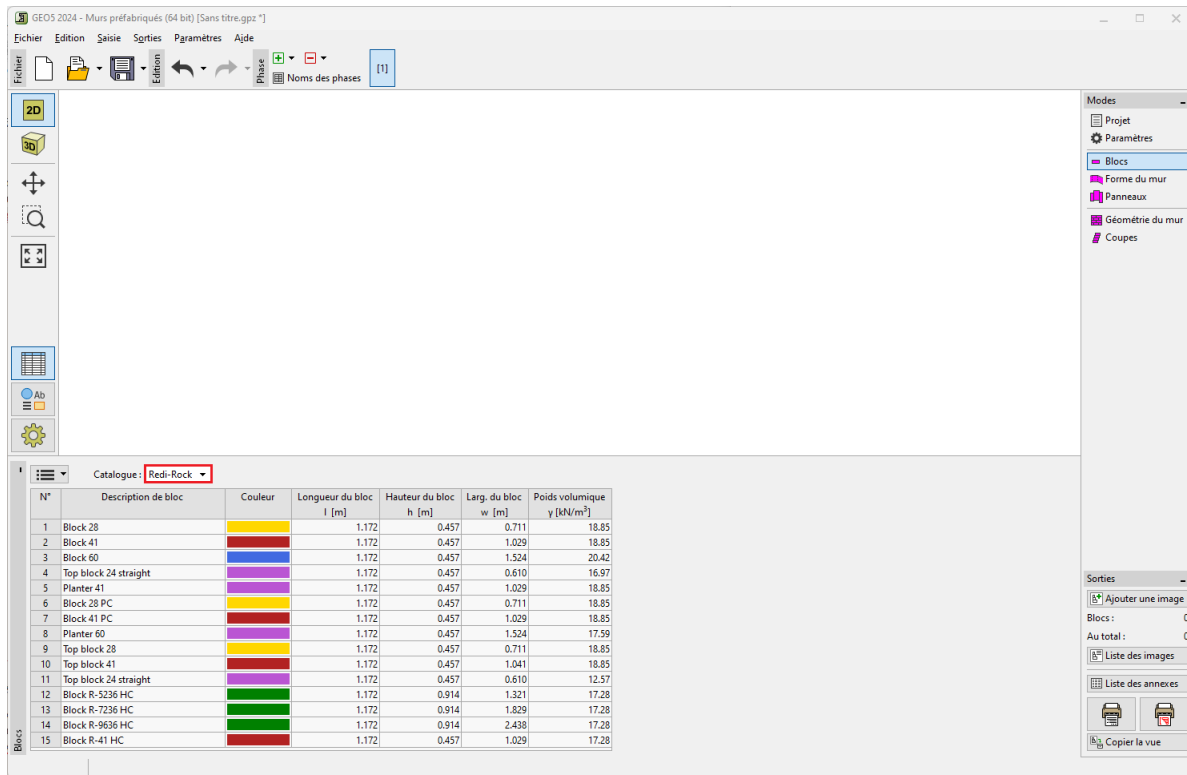 GEO5 2024 - Murs préfabriqués (64 bit) [Sans titre.gpz *]
Fichier Edition Saisie Sorties Paramètres Aide
Fichier
Edition
Phase
Noms des phases
[1]
2D
3D
Ab
Modes
Projet
Paramètres
Blocs
Forme du mur
Panneaux
Géométrie du mur
Coupes
Catalogue : Redi-Rock
N° Description de bloc Couleur Longueur du bloc Hauteur du bloc Larg. du bloc Poids volumique
l [m] h [m] w [m] γ [kN/m³]
1 Block 28 1.172 0.457 0.711 18.85
2 Block 41 1.172 0.457 1.029 18.85
3 Block 60 1.172 0.457 1.524 20.42
4 Top block 24 straight 1.172 0.457 0.610 16.97
5 Planter 41 1.172 0.457 1.029 18.85
6 Block 28 PC 1.172 0.457 0.711 18.85
7 Block 41 PC 1.172 0.457 1.029 18.85
8 Planter 60 1.172 0.457 1.524 17.59
9 Top block 28 1.172 0.457 0.711 18.85
10 Top block 41 1.172 0.457 1.041 18.85
11 Top block 24 straight 1.172 0.457 0.610 12.57
12 Block R-5236 HC 1.172 0.914 1.321 17.28
13 Block R-7236 HC 1.172 0.914 1.829 17.28
14 Block R-9636 HC 1.172 0.914 2.438 17.28
15 Block R-41 HC 1.172 0.457 1.029 17.28
Blocs
Sorties
Ajouter une image
Blocs : 0
Au total : 0
Liste des images
Liste des annexes
Copier la vue